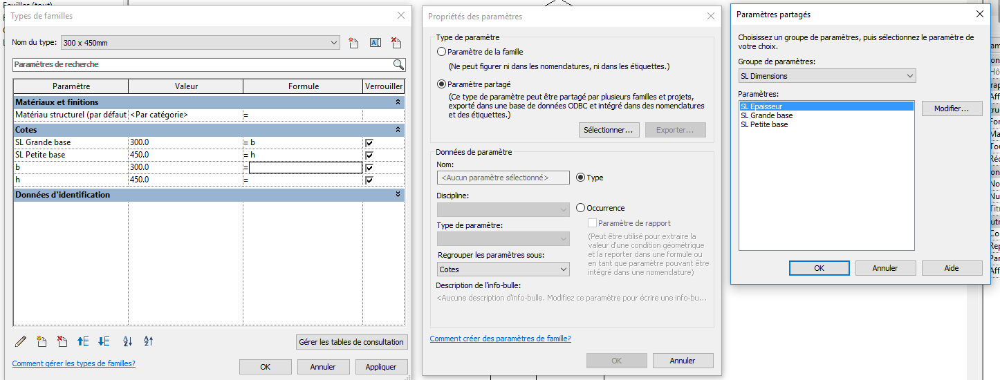 Feuilles (tout)
Types de familles
Nom du type:
300 x 450mm
Paramètres de recherche
Paramètre
Valeur
Formule
Verrouiller
Matériaux et finitions
Matériau structurel (par défaut
<Par catégorie>
=
Cotes
SL Grande base
300.0
= b
SL Petite base
450.0
= h
b
300.0
=
h
450.0
=
Données d'identification
Gérer les tables de consultation
Comment gérer les types de familles?
OK
Annuler
Appliquer
Propriétés des paramètres
Type de paramètre
Paramètre de la famille
(Ne peut figurer ni dans les nomenclatures, ni dans les étiquettes.)
Paramètre partagé
(Ce type de paramètre peut être partagé par plusieurs familles et projets,
exporté dans une base de données ODBC et intégré dans des nomenclatures
et des étiquettes.)
Sélectionner...
Exporter...
Données de paramètre
Nom:
<Aucun paramètre sélectionné>
Type
Discipline:
Occurrence
Type de paramètre:
Paramètre de rapport
(Peut être utilisé pour extraire la
valeur d'une condition géométrique
et la reporter dans une formule ou
en tant que paramètre pouvant être
intégré dans une nomenclature)
Regrouper les paramètres sous:
Cotes
Description de l'info-bulle:
<Aucune description d'info-bulle. Modifiez ce paramètre pour écrire une info-bu...
Comment créer des paramètres de famille?
OK
Annuler
Paramètres partagés
Choisissez un groupe de paramètres, puis sélectionnez le paramètre de
votre choix.
Groupe de paramètres:
SL Dimensions
Paramètres:
SL Epaisseur
SL Grande base
SL Petite base
Modifier...
OK
Annuler
Aide